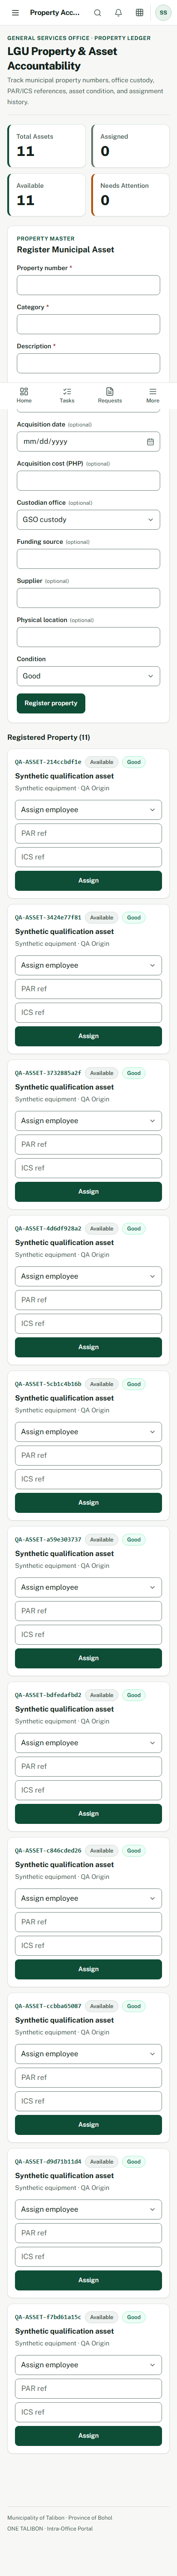 Property Acc...
SS
GENERAL SERVICES OFFICE · PROPERTY LEDGER
LGU Property & Asset
Accountability
Track municipal property numbers, office custody,
PAR/ICS references, asset condition, and assignment
history.
Total Assets
11
Assigned
0
Available
11
Needs Attention
0
PROPERTY MASTER
Register Municipal Asset
Property number *
Category *
Description *
Home
Tasks
Requests
More
Acquisition date (optional)
mm/dd/yyyy
Acquisition cost (PHP) (optional)
Custodian office (optional)
GSO custody
Funding source (optional)
Supplier (optional)
Physical location (optional)
Condition
Good
Register property
Registered Property (11)
QA-ASSET-214ccbdf1e Available Good
Synthetic qualification asset
Synthetic equipment · QA Origin
Assign employee
PAR ref
ICS ref
Assign
QA-ASSET-3424e77f81 Available Good
Synthetic qualification asset
Synthetic equipment · QA Origin
Assign employee
PAR ref
ICS ref
Assign
QA-ASSET-3732885a2f Available Good
Synthetic qualification asset
Synthetic equipment · QA Origin
Assign employee
PAR ref
ICS ref
Assign
QA-ASSET-4d6df928a2 Available Good
Synthetic qualification asset
Synthetic equipment · QA Origin
Assign employee
PAR ref
ICS ref
Assign
QA-ASSET-5cb1c4b16b Available Good
Synthetic qualification asset
Synthetic equipment · QA Origin
Assign employee
PAR ref
ICS ref
Assign
QA-ASSET-a59e303737 Available Good
Synthetic qualification asset
Synthetic equipment · QA Origin
Assign employee
PAR ref
ICS ref
Assign
QA-ASSET-bdfedafbd2 Available Good
Synthetic qualification asset
Synthetic equipment · QA Origin
Assign employee
PAR ref
ICS ref
Assign
QA-ASSET-c846cded26 Available Good
Synthetic qualification asset
Synthetic equipment · QA Origin
Assign employee
PAR ref
ICS ref
Assign
QA-ASSET-ccbba65087 Available Good
Synthetic qualification asset
Synthetic equipment · QA Origin
Assign employee
PAR ref
ICS ref
Assign
QA-ASSET-d9d71b11d4 Available Good
Synthetic qualification asset
Synthetic equipment · QA Origin
Assign employee
PAR ref
ICS ref
Assign
QA-ASSET-f7bd61a15c Available Good
Synthetic qualification asset
Synthetic equipment · QA Origin
Assign employee
PAR ref
ICS ref
Assign
Municipality of Talibon · Province of Bohol
ONE TALIBON · Intra-Office Portal